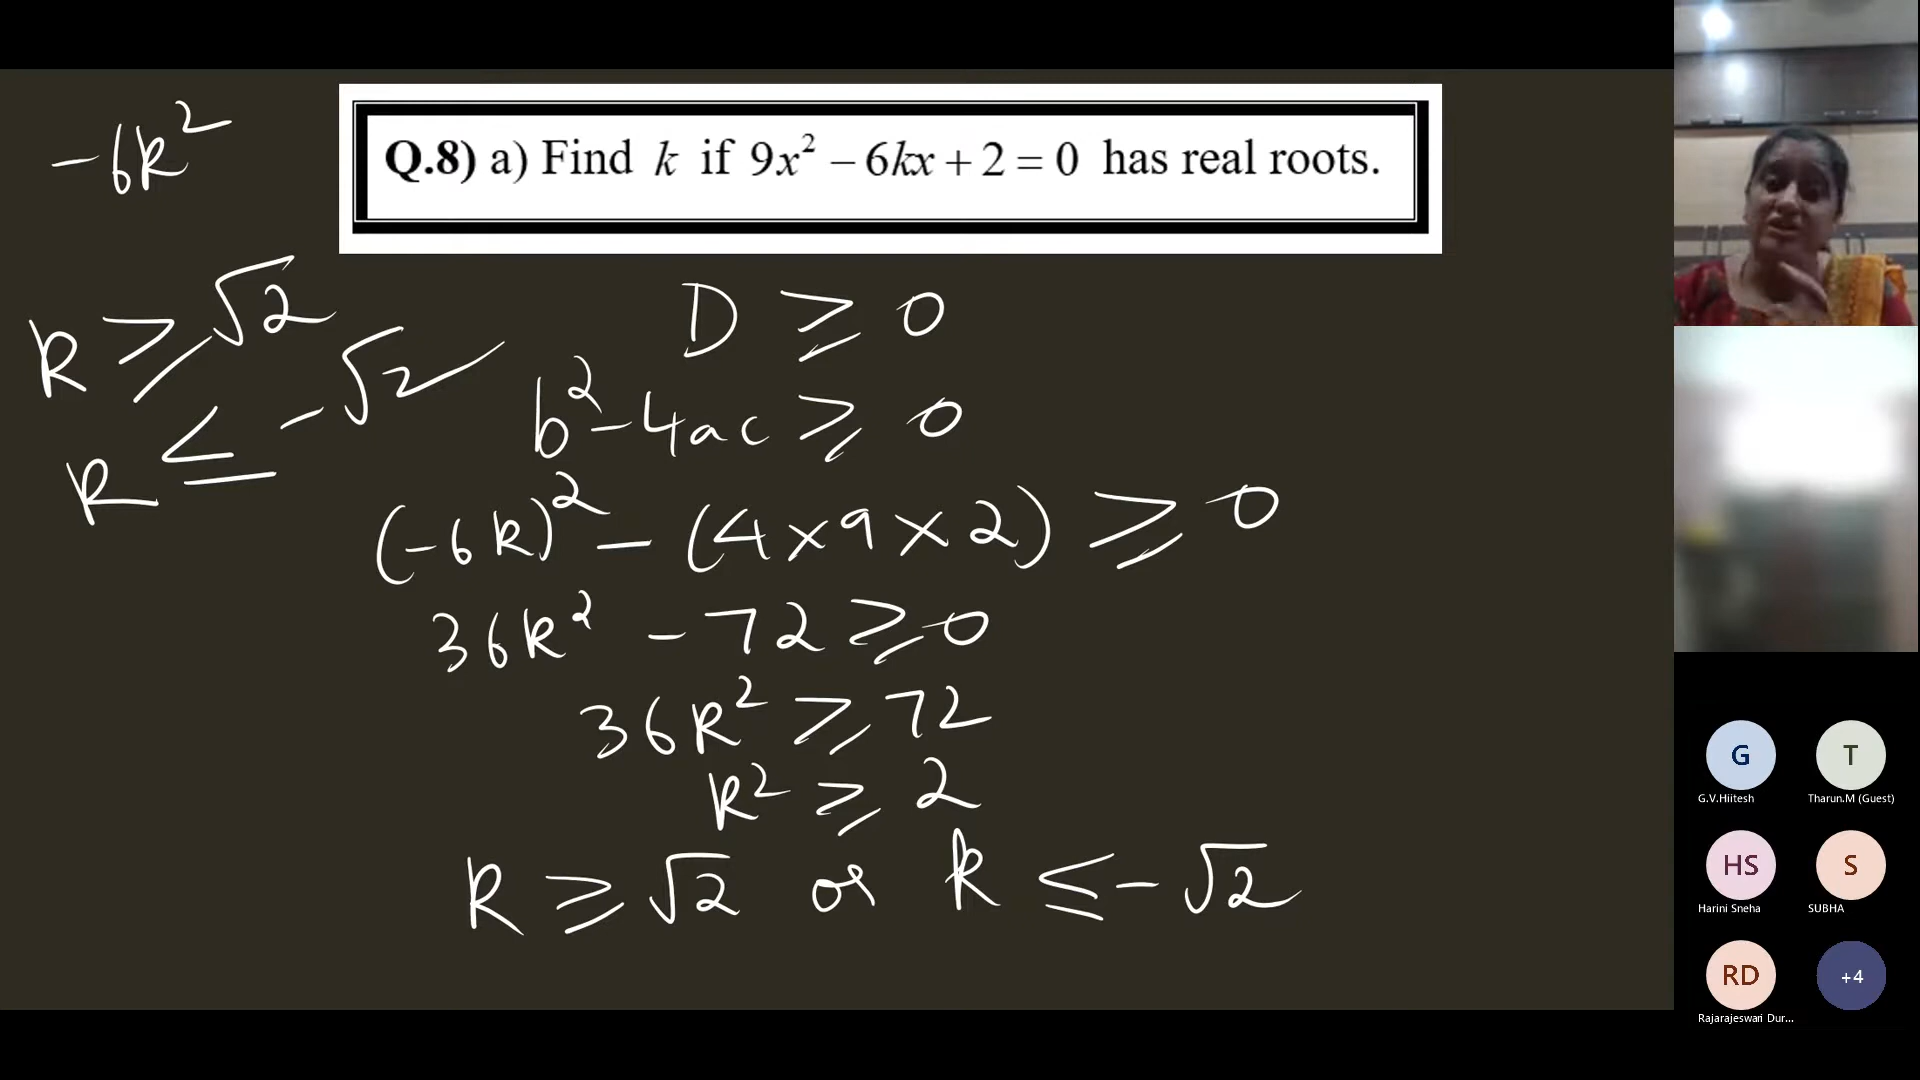 -6k²
Q.8) a) Find k if 9x² − 6kx + 2 = 0 has real roots.
k ≥ √2
k ≤ -√2
D ≥ 0
b² - 4ac ≥ 0
(-6k)² - (4×9×2) ≥ 0
36k² - 72 ≥ 0
36k² ≥ 72
k² ≥ 2
k ≥ √2 or k ≤ -√2
G T
G.V.Hiitesh Tharun.M (Guest)
HS S
Harini Sneha SUBHA
RD +4
Rajarajeswari Dur...